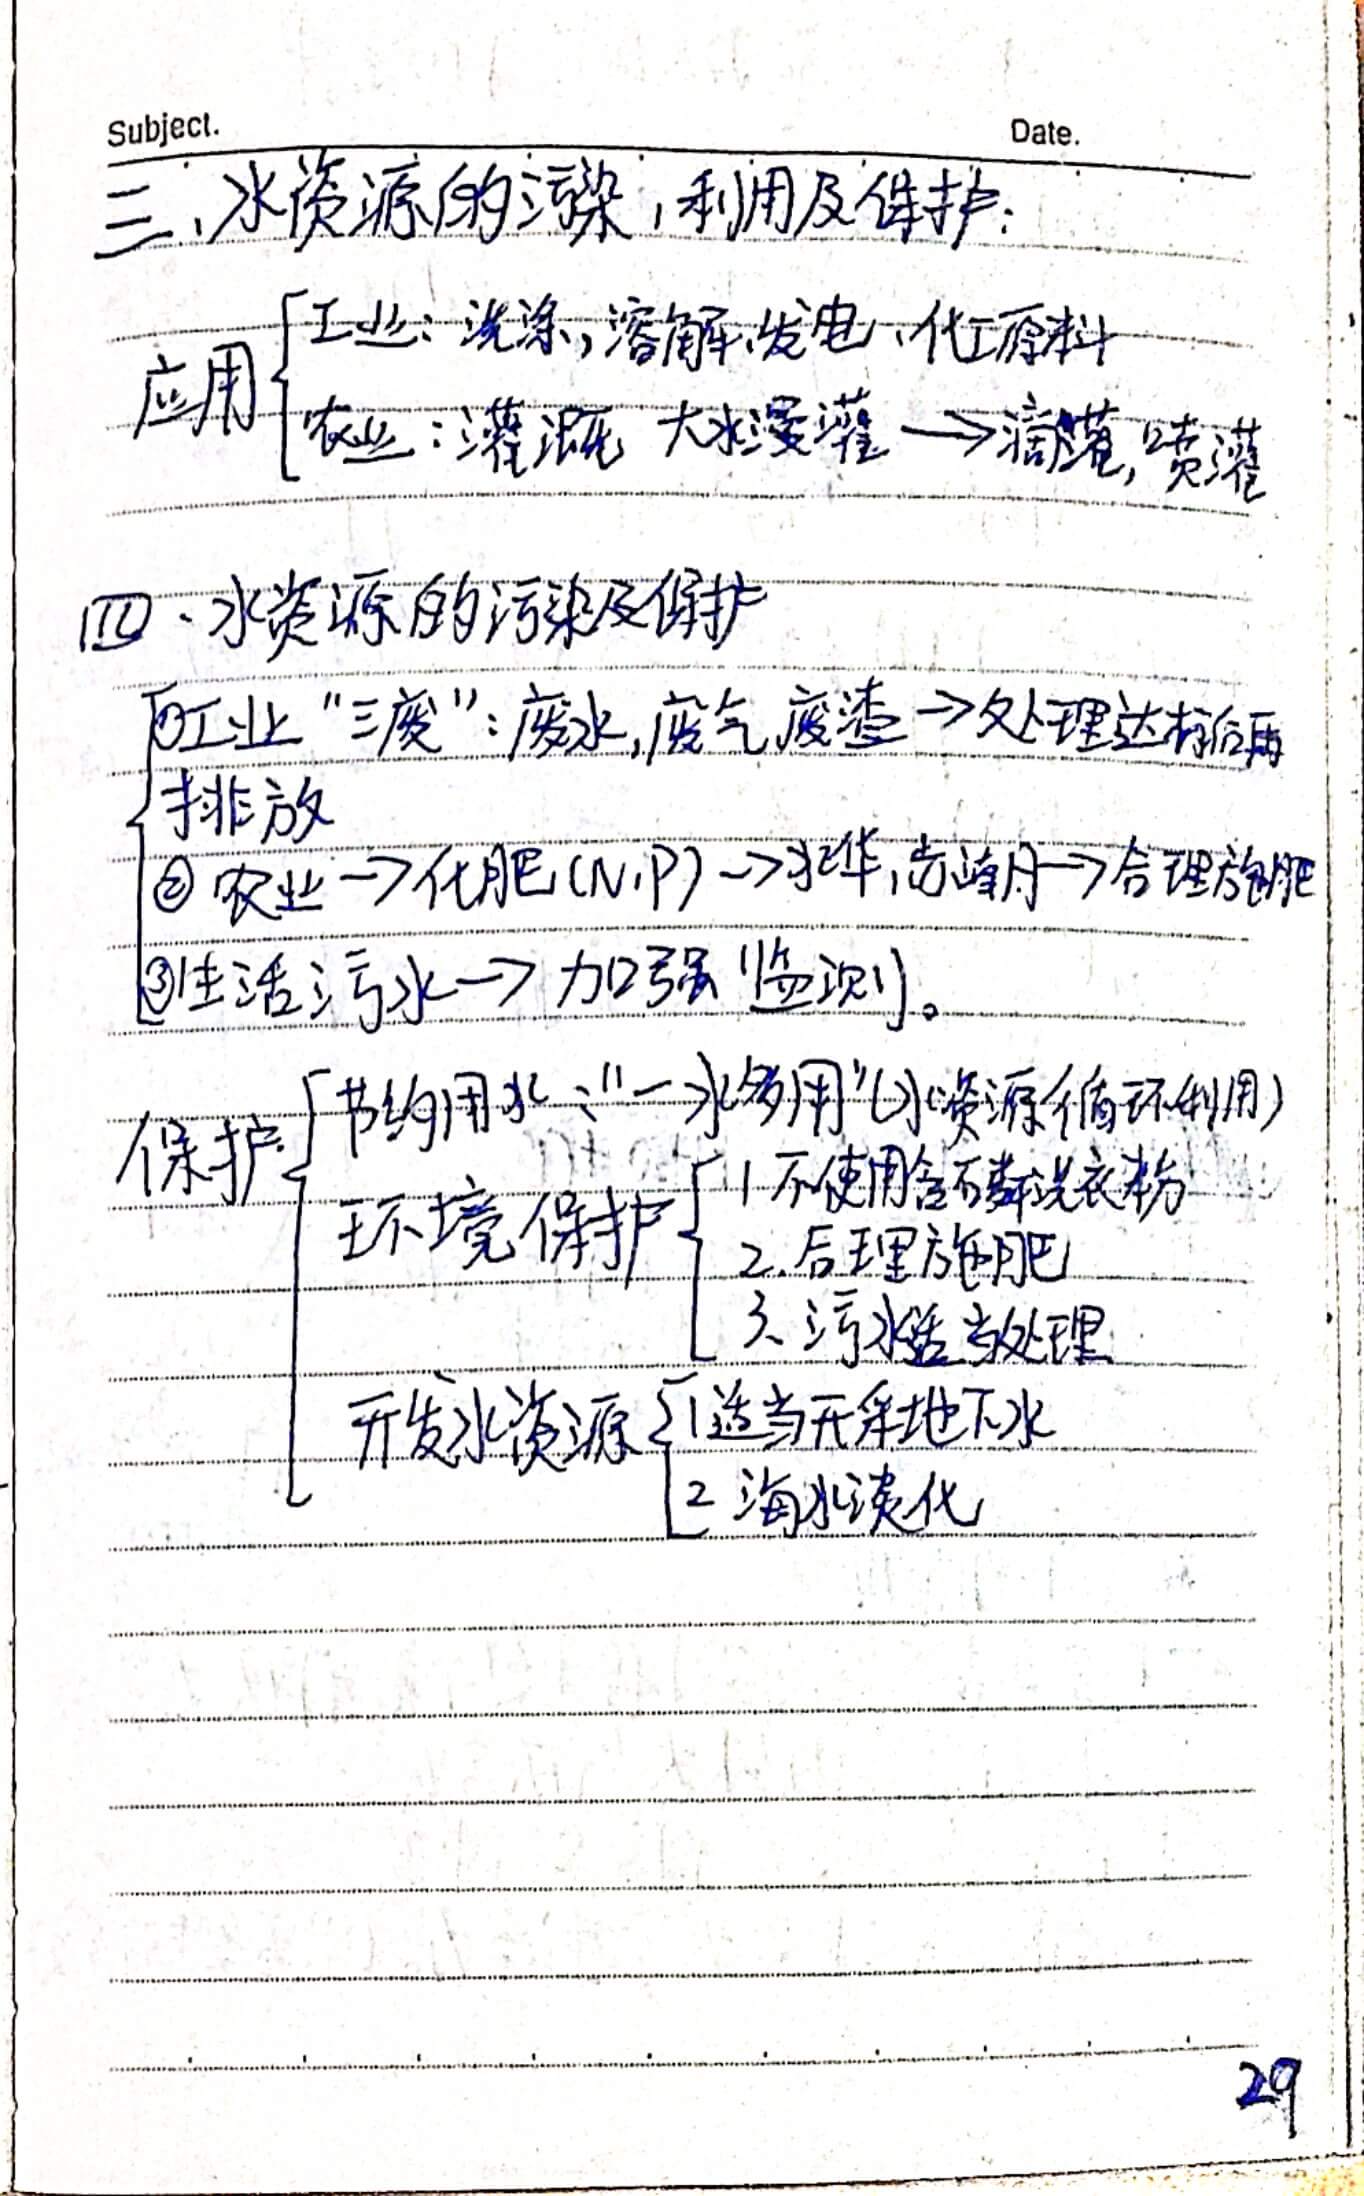 Subject.
Date.
三、水资源的污染,利用及保护:
应用
工业: 洗涤,溶解、发电、化工原料
农业:灌溉 大水漫灌→滴灌,喷灌
四、水资源的污染及保护
①工业“三废”:废水,废气,废渣→处理达标后再
排放
②农业→化肥(N、P)→水华、→合理施肥
③生活污水→加强监测。
保护
节约用水:“一水多用”(水资源循环利用)
环境保护
1 不使用含磷洗衣粉
2.合理施肥
3、污水适当处理
开发水资源
1适当开采地下水
2 海水淡化
29